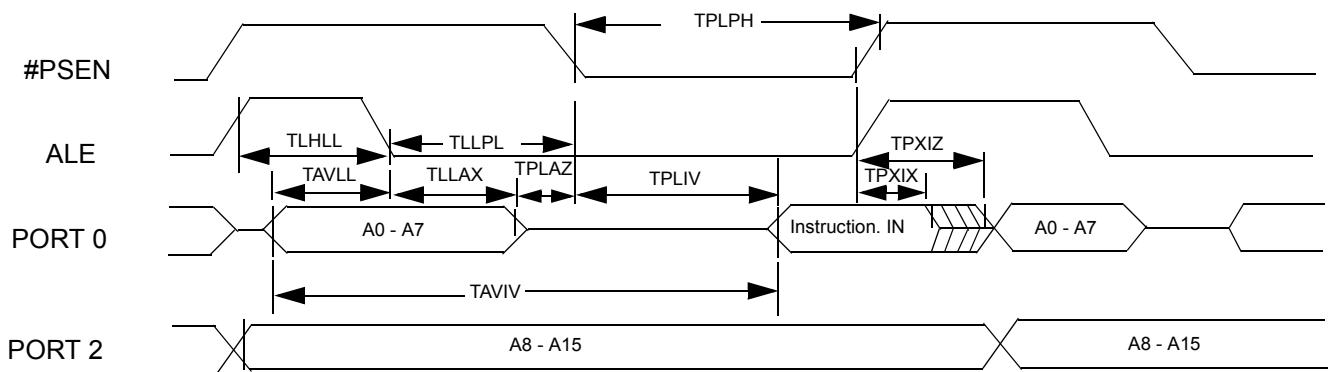 TPLPH
#PSEN
ALE
TLHLL
TLLPL
TPXIZ
TAVLL
TLLAX
TPLAZ
TPLIV
TPXIX
PORT 0
A0 - A7
Instruction. IN
A0 - A7
TAVIV
PORT 2
A8 - A15
A8 - A15